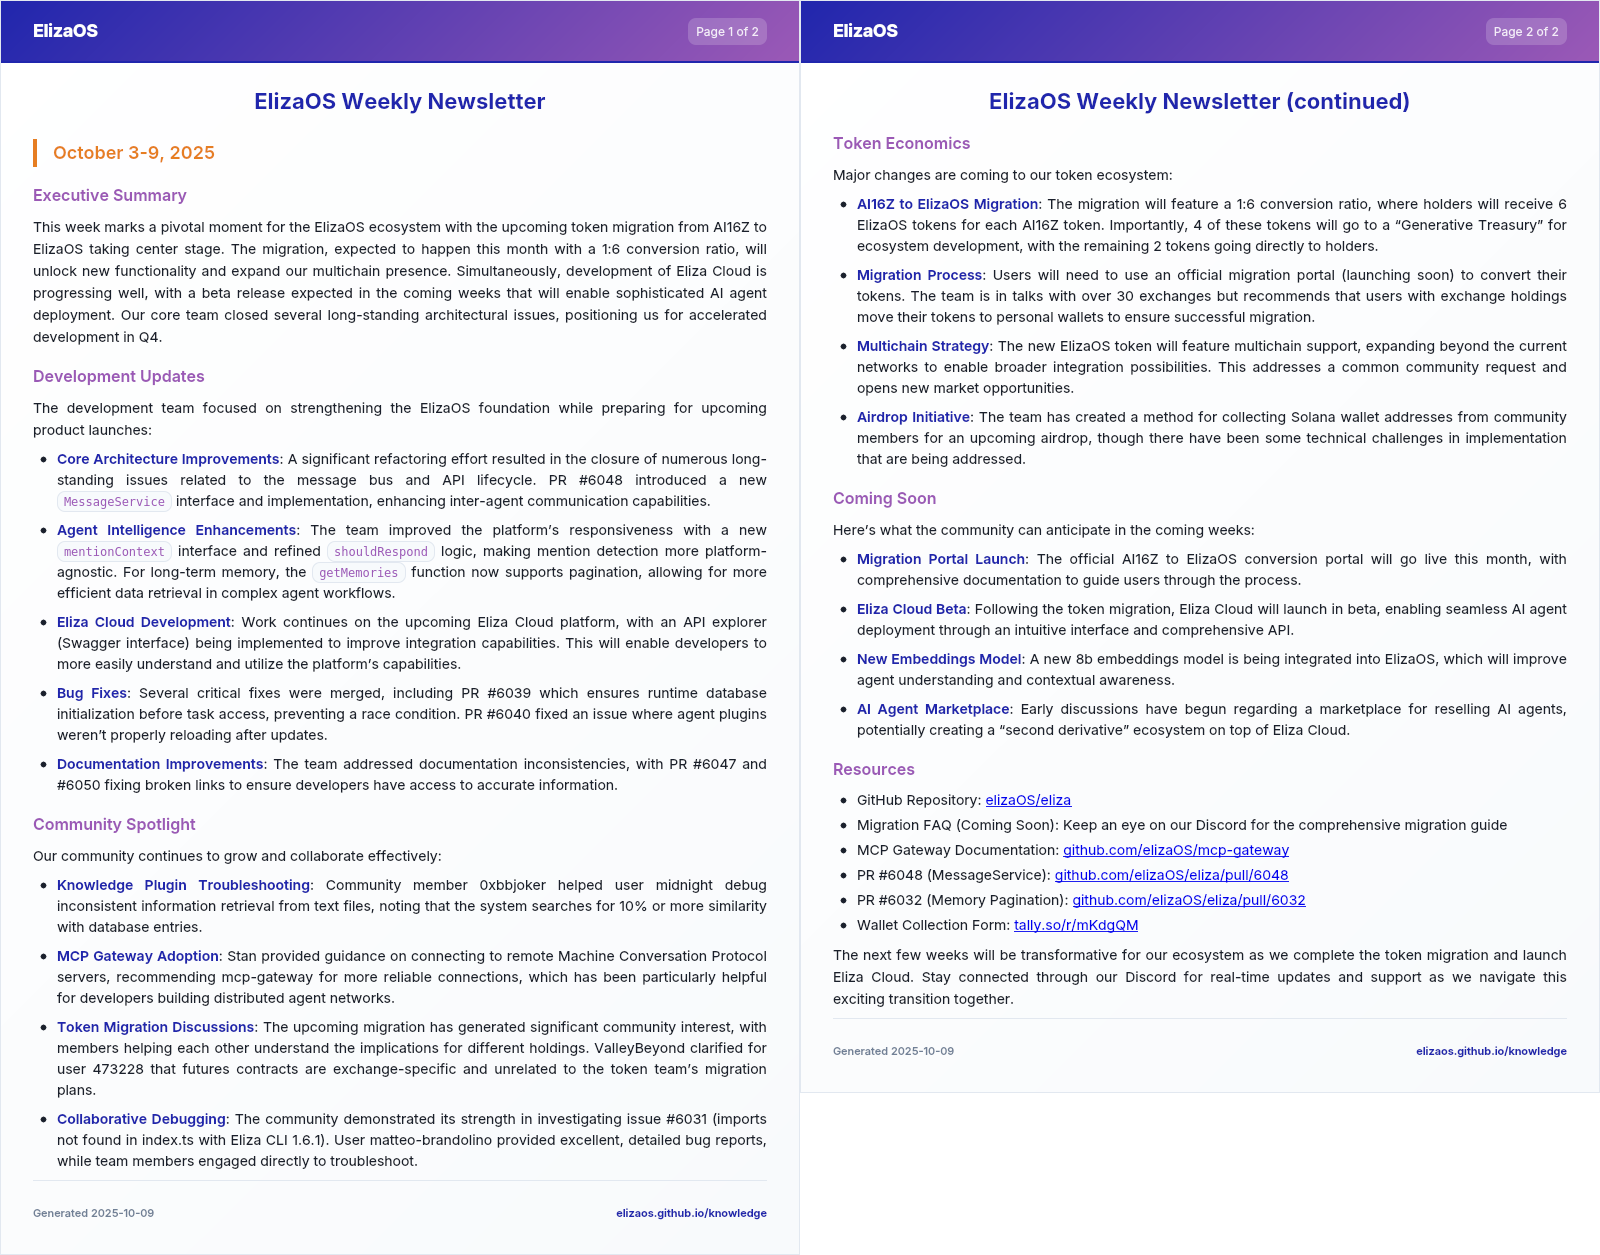 ElizaOS
Page 1 of 2
ElizaOS Weekly Newsletter
October 3-9, 2025
Executive Summary
This week marks a pivotal moment for the ElizaOS ecosystem with the upcoming token migration from AI16Z to
ElizaOS taking center stage. The migration, expected to happen this month with a 1:6 conversion ratio, will
unlock new functionality and expand our multichain presence. Simultaneously, development of Eliza Cloud is
progressing well, with a beta release expected in the coming weeks that will enable sophisticated AI agent
deployment. Our core team closed several long-standing architectural issues, positioning us for accelerated
development in Q4.
Development Updates
The development team focused on strengthening the ElizaOS foundation while preparing for upcoming
product launches:
• Core Architecture Improvements: A significant refactoring effort resulted in the closure of numerous long-
standing issues related to the message bus and API lifecycle. PR #6048 introduced a new
MessageService interface and implementation, enhancing inter-agent communication capabilities.
• Agent Intelligence Enhancements: The team improved the platform’s responsiveness with a new
mentionContext interface and refined shouldRespond logic, making mention detection more platform-
agnostic. For long-term memory, the getMemories function now supports pagination, allowing for more
efficient data retrieval in complex agent workflows.
• Eliza Cloud Development: Work continues on the upcoming Eliza Cloud platform, with an API explorer
(Swagger interface) being implemented to improve integration capabilities. This will enable developers to
more easily understand and utilize the platform’s capabilities.
• Bug Fixes: Several critical fixes were merged, including PR #6039 which ensures runtime database
initialization before task access, preventing a race condition. PR #6040 fixed an issue where agent plugins
weren’t properly reloading after updates.
• Documentation Improvements: The team addressed documentation inconsistencies, with PR #6047 and
#6050 fixing broken links to ensure developers have access to accurate information.
Community Spotlight
Our community continues to grow and collaborate effectively:
• Knowledge Plugin Troubleshooting: Community member 0xbbjoker helped user midnight debug
inconsistent information retrieval from text files, noting that the system searches for 10% or more similarity
with database entries.
• MCP Gateway Adoption: Stan provided guidance on connecting to remote Machine Conversation Protocol
servers, recommending mcp-gateway for more reliable connections, which has been particularly helpful
for developers building distributed agent networks.
• Token Migration Discussions: The upcoming migration has generated significant community interest, with
members helping each other understand the implications for different holdings. ValleyBeyond clarified for
user 473228 that futures contracts are exchange-specific and unrelated to the token team’s migration
plans.
• Collaborative Debugging: The community demonstrated its strength in investigating issue #6031 (imports
not found in index.ts with Eliza CLI 1.6.1). User matteo-brandolino provided excellent, detailed bug reports,
while team members engaged directly to troubleshoot.
Generated 2025-10-09
elizaos.github.io/knowledge
ElizaOS
Page 2 of 2
ElizaOS Weekly Newsletter (continued)
Token Economics
Major changes are coming to our token ecosystem:
• AI16Z to ElizaOS Migration: The migration will feature a 1:6 conversion ratio, where holders will receive 6
ElizaOS tokens for each AI16Z token. Importantly, 4 of these tokens will go to a “Generative Treasury” for
ecosystem development, with the remaining 2 tokens going directly to holders.
• Migration Process: Users will need to use an official migration portal (launching soon) to convert their
tokens. The team is in talks with over 30 exchanges but recommends that users with exchange holdings
move their tokens to personal wallets to ensure successful migration.
• Multichain Strategy: The new ElizaOS token will feature multichain support, expanding beyond the current
networks to enable broader integration possibilities. This addresses a common community request and
opens new market opportunities.
• Airdrop Initiative: The team has created a method for collecting Solana wallet addresses from community
members for an upcoming airdrop, though there have been some technical challenges in implementation
that are being addressed.
Coming Soon
Here’s what the community can anticipate in the coming weeks:
• Migration Portal Launch: The official AI16Z to ElizaOS conversion portal will go live this month, with
comprehensive documentation to guide users through the process.
• Eliza Cloud Beta: Following the token migration, Eliza Cloud will launch in beta, enabling seamless AI agent
deployment through an intuitive interface and comprehensive API.
• New Embeddings Model: A new 8b embeddings model is being integrated into ElizaOS, which will improve
agent understanding and contextual awareness.
• AI Agent Marketplace: Early discussions have begun regarding a marketplace for reselling AI agents,
potentially creating a “second derivative” ecosystem on top of Eliza Cloud.
Resources
• GitHub Repository: elizaOS/eliza
• Migration FAQ (Coming Soon): Keep an eye on our Discord for the comprehensive migration guide
• MCP Gateway Documentation: github.com/elizaOS/mcp-gateway
• PR #6048 (MessageService): github.com/elizaOS/eliza/pull/6048
• PR #6032 (Memory Pagination): github.com/elizaOS/eliza/pull/6032
• Wallet Collection Form: tally.so/r/mKdgQM
The next few weeks will be transformative for our ecosystem as we complete the token migration and launch
Eliza Cloud. Stay connected through our Discord for real-time updates and support as we navigate this
exciting transition together.
Generated 2025-10-09
elizaos.github.io/knowledge